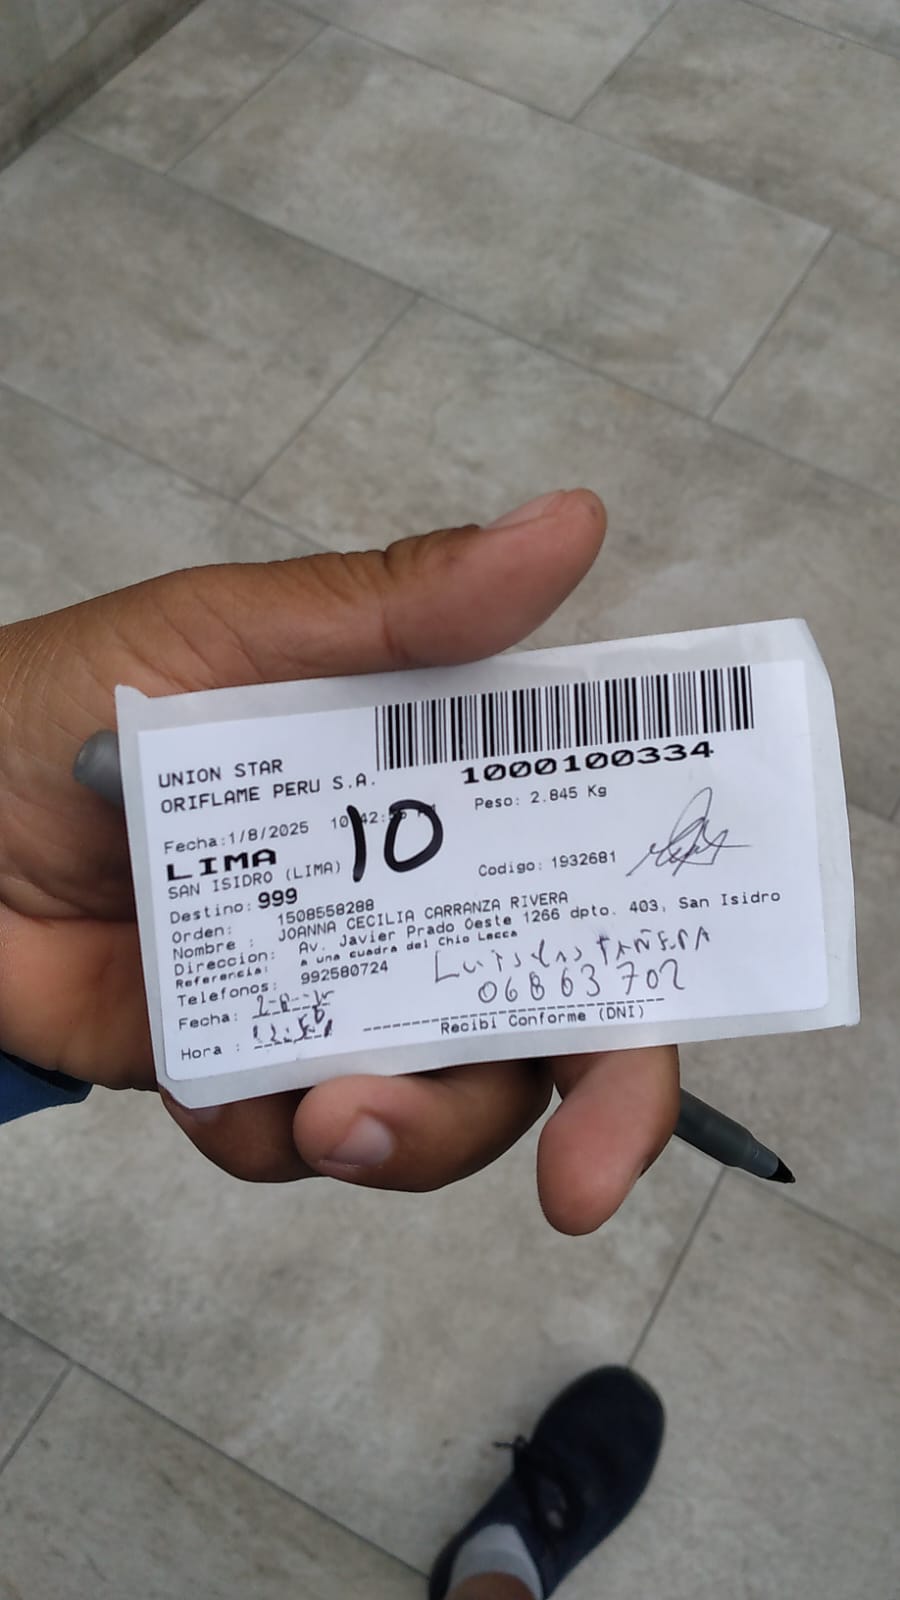 UNION STAR
ORIFLAME PERU S.A.
1000100334
Fecha:1/8/2025
Peso: 2.845 Kg
10
LIMA
SAN ISIDRO (LIMA)
Codigo: 1932681
Destino: 999
Orden: 1508558288
Nombre : JOANNA CECILIA CARRANZA RIVERA
Direccion: Av. Javier Prado Oeste 1266 dpto. 403, San Isidro
Referencia: a una cuadra del Chio Lecca
Telefonos: 992580724
Fecha:
Hora :
06863702
Recibi Conforme (DNI)